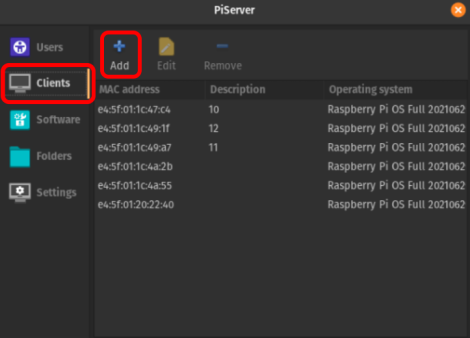 PiServer
Users
Clients
Software
Folders
Settings
Add Edit Remove
MAC address Description Operating system
e4:5f:01:1c:47:c4 10 Raspberry Pi OS Full 2021062
e4:5f:01:1c:49:1f 12 Raspberry Pi OS Full 2021062
e4:5f:01:1c:49:a7 11 Raspberry Pi OS Full 2021062
e4:5f:01:1c:4a:2b Raspberry Pi OS Full 2021062
e4:5f:01:1c:4a:55 Raspberry Pi OS Full 2021062
e4:5f:01:20:22:40 Raspberry Pi OS Full 2021062